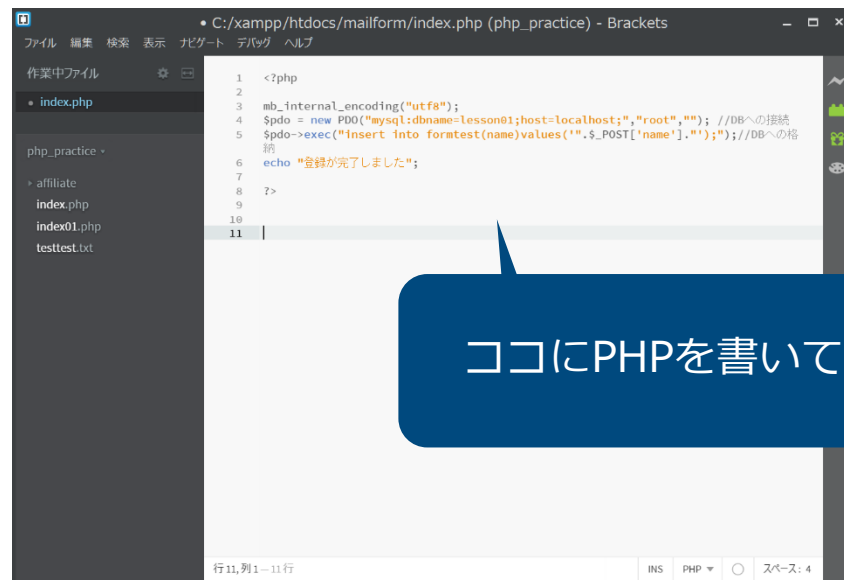 • C:/xampp/htdocs/mailform/index.php (php_practice) - Brackets
ファイル 編集 検索 表示 ナビゲート デバッグ ヘルプ
作業中ファイル
• index.php
php_practice
affiliate
index.php
index01.php
testtest.txt
1 <?php
2
3 mb_internal_encoding("utf8");
4 $pdo = new PDO("mysql:dbname=lesson01;host=localhost;","root",""); //DBへの接続
5 $pdo->exec("insert into formtest(name)values('".$_POST['name']."');");//DBへの格
納
6 echo "登録が完了しました";
7
8 ?>
9
10
11
ココにPHPを書いて
行 11, 列 1 — 11 行
INS PHP スペース: 4